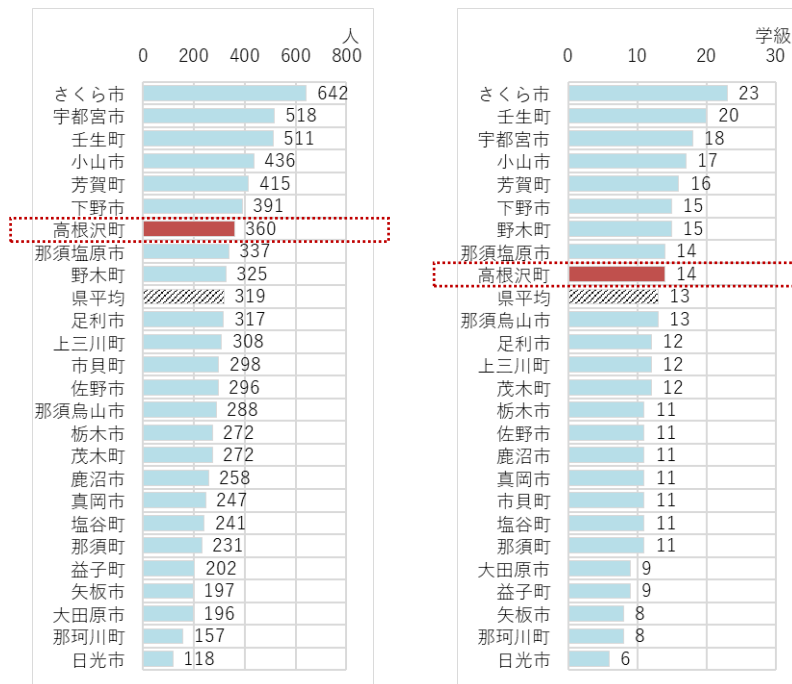 人
0 200 400 600 800
さくら市 642
宇都宮市 518
壬生町 511
小山市 436
芳賀町 415
下野市 391
高根沢町 360
那須塩原市 337
野木町 325
県平均 319
足利市 317
上三川町 308
市貝町 298
佐野市 296
那須烏山市 288
栃木市 272
茂木町 272
鹿沼市 258
真岡市 247
塩谷町 241
那須町 231
益子町 202
矢板市 197
大田原市 196
那珂川町 157
日光市 118
学級
0 10 20 30
さくら市 23
壬生町 20
宇都宮市 18
小山市 17
芳賀町 16
下野市 15
野木町 15
那須塩原市 14
高根沢町 14
県平均 13
那須烏山市 13
足利市 12
上三川町 12
茂木町 12
栃木市 11
佐野市 11
鹿沼市 11
真岡市 11
市貝町 11
塩谷町 11
那須町 11
大田原市 9
益子町 9
矢板市 8
那珂川町 8
日光市 6